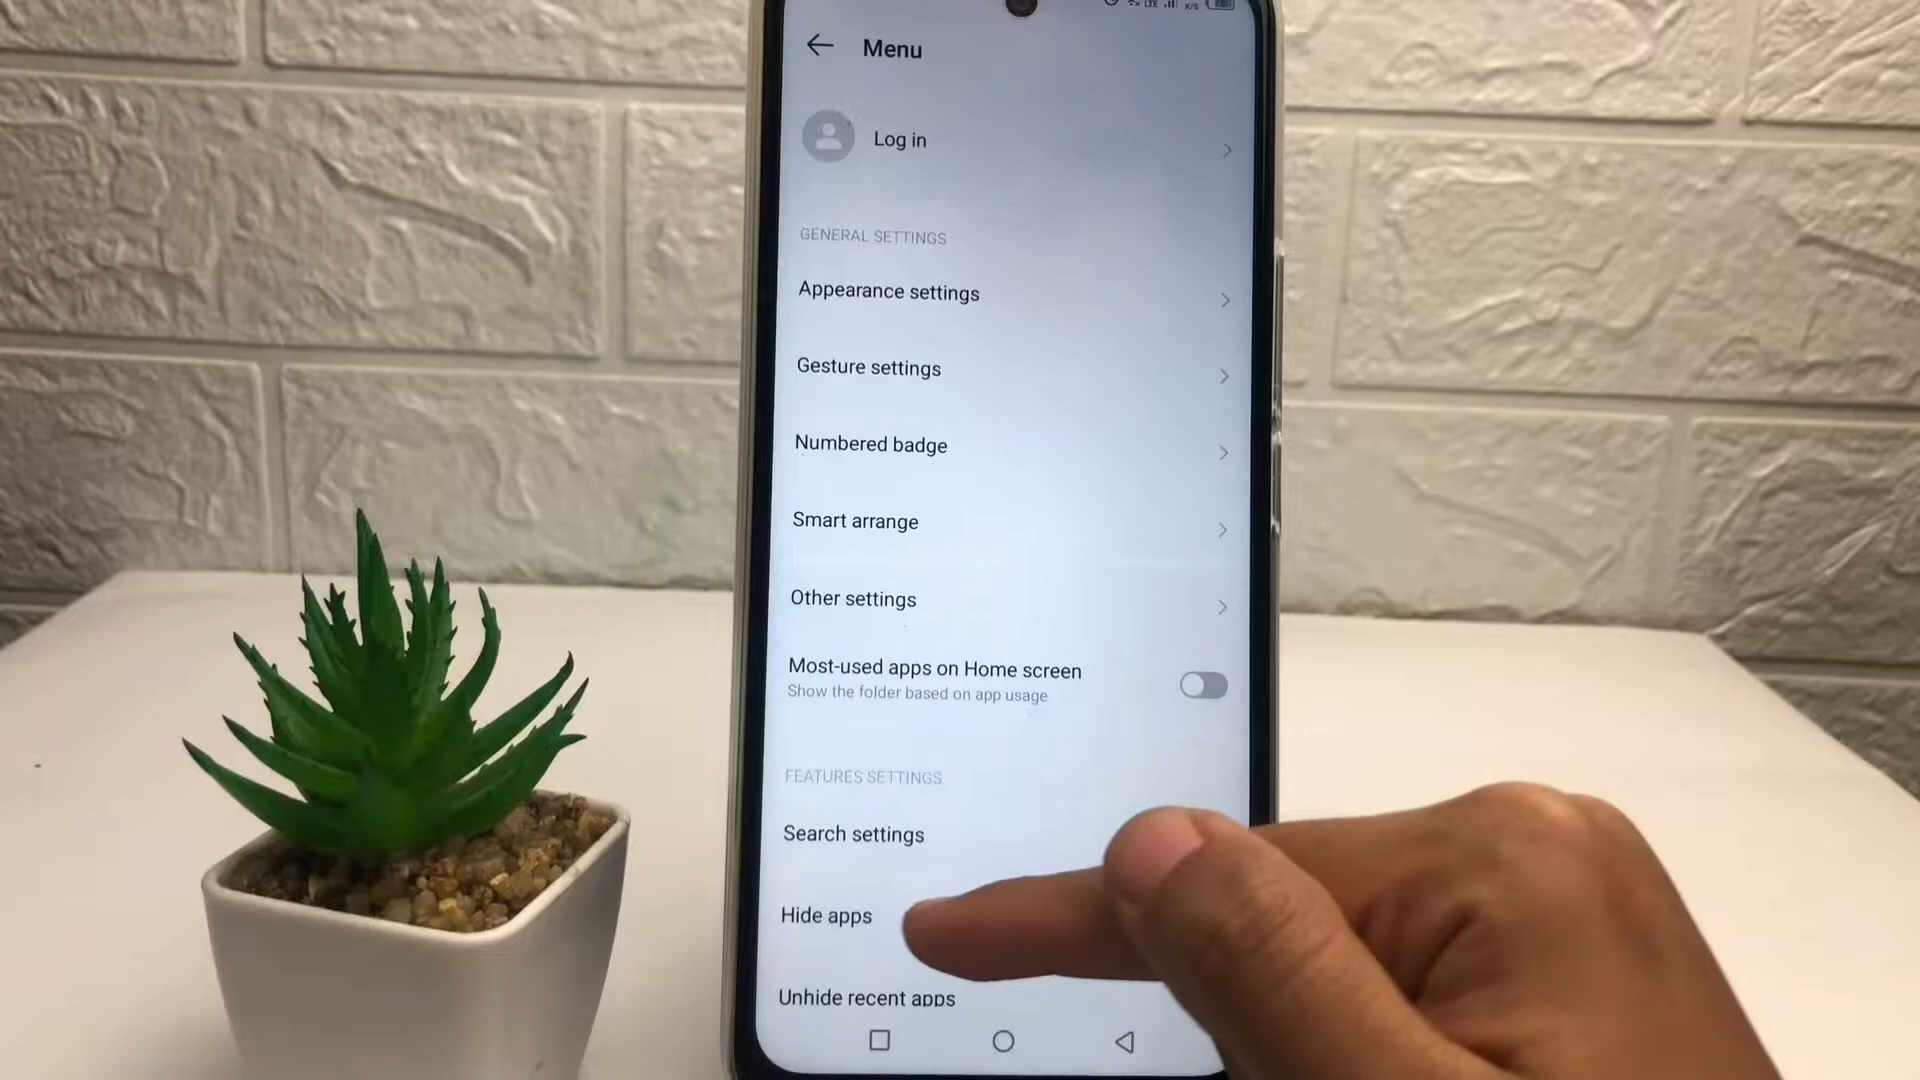 LTE K/S
Menu
Log in
GENERAL SETTINGS
Appearance settings
Gesture settings
Numbered badge
Smart arrange
Other settings
Most-used apps on Home screen
Show the folder based on app usage
FEATURES SETTINGS
Search settings
Hide apps
Unhide recent apps